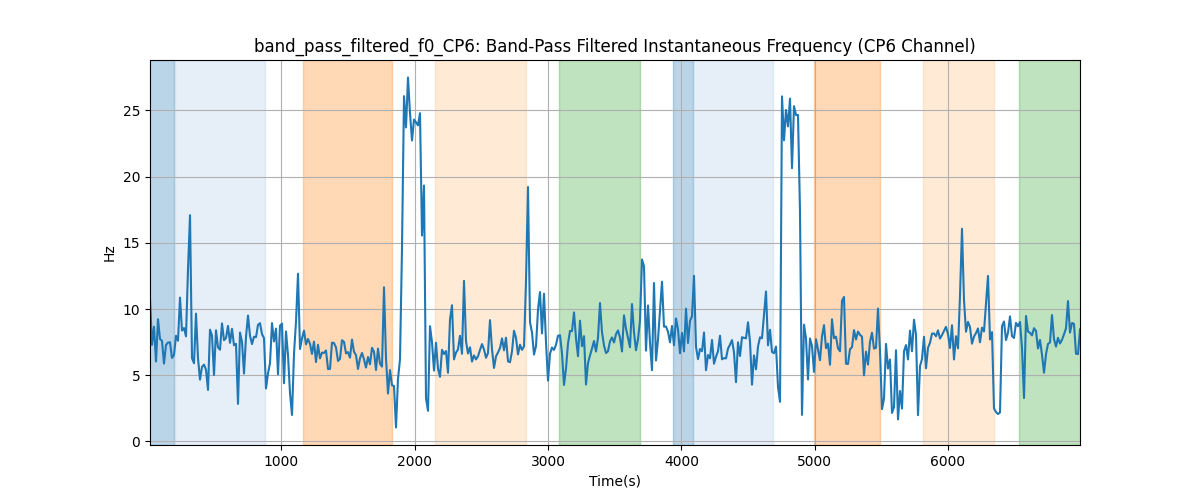 band_pass_filtered_f0_CP6: Band-Pass Filtered Instantaneous Frequency (CP6 Channel)
25
20
15
10
5
0
Hz
1000 2000 3000 4000 5000 6000
Time(s)